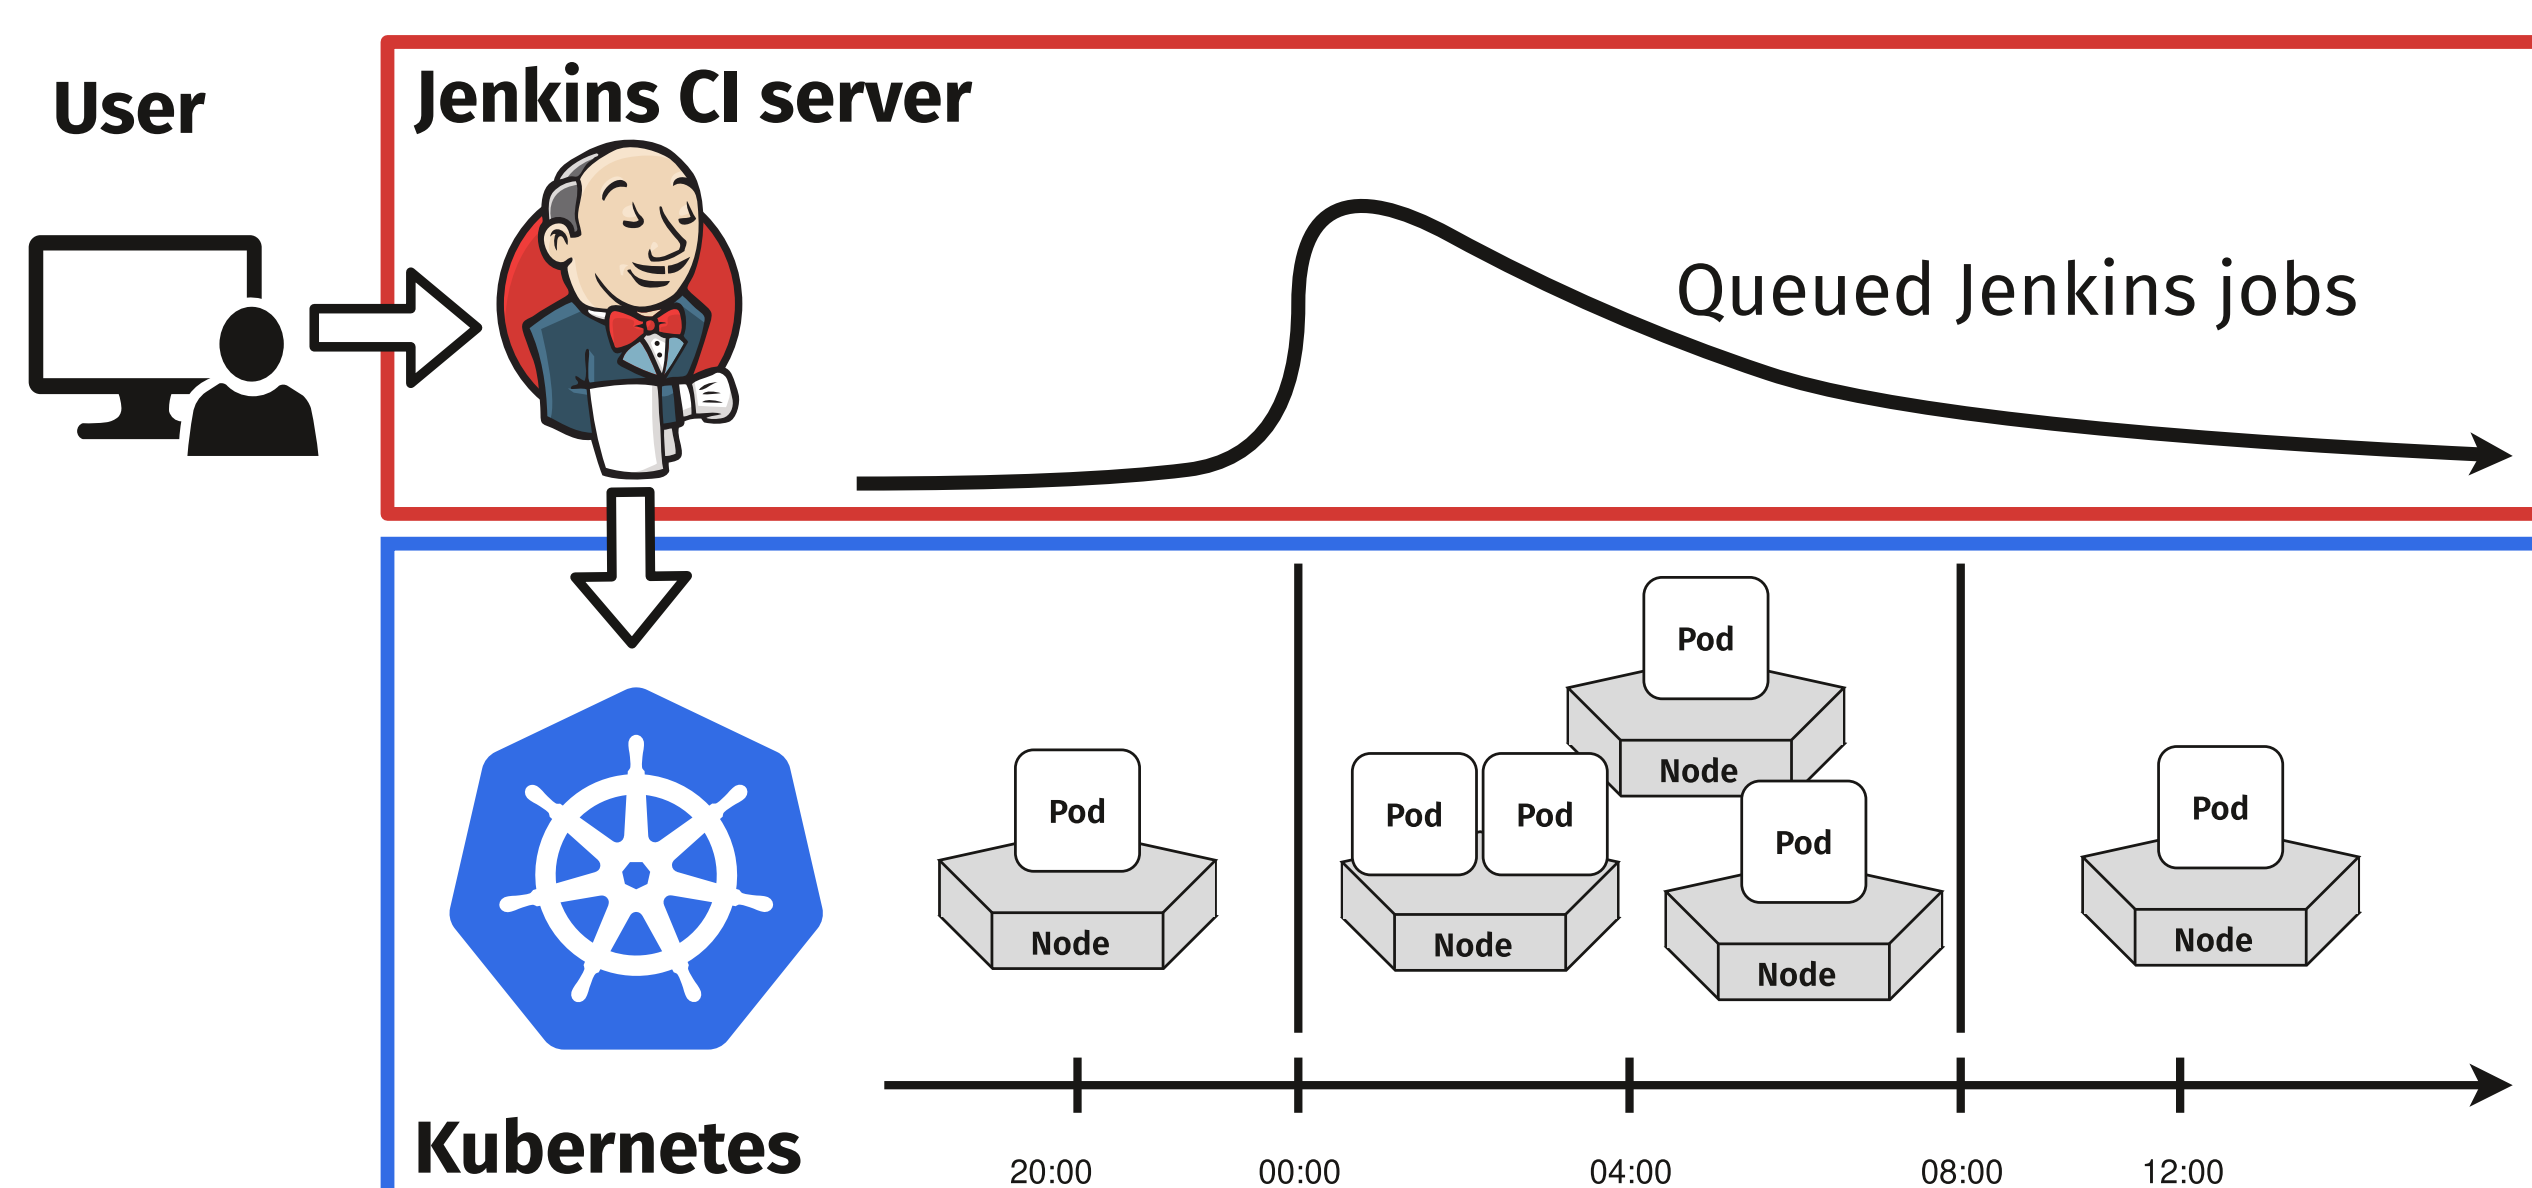 User
Jenkins CI server
Queued Jenkins jobs
Pod
Node
Pod
Node
Pod
Pod
Node
Pod
Node
Pod
Node
Kubernetes
20:00
00:00
04:00
08:00
12:00